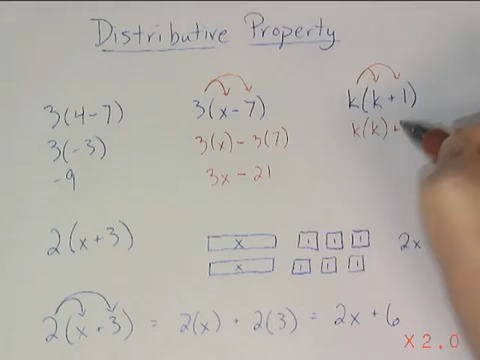 Distributive Property
3(4-7) 3(x-7) k(k+1)
3(-3) 3(x)-3(7) k(k)+
-9 3x-21
2(x+3) x 1 1 1 2x
x 1 1 1
2(x+3) = 2(x)+2(3) = 2x+6
X2.0